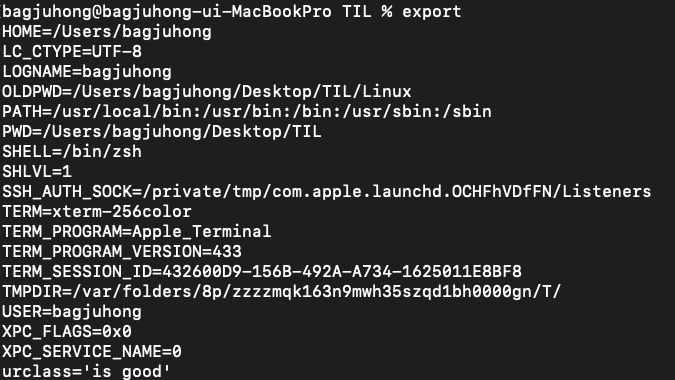 (bagjuhong@bagjuhong-ui-MacBookPro TIL % export
HOME=/Users/bagjuhong
LC_CTYPE=UTF-8
LOGNAME=bagjuhong
OLDPWD=/Users/bagjuhong/Desktop/TIL/Linux
PATH=/usr/local/bin:/usr/bin:/bin:/usr/sbin:/sbin
PWD=/Users/bagjuhong/Desktop/TIL
SHELL=/bin/zsh
SHLVL=1
SSH_AUTH_SOCK=/private/tmp/com.apple.launchd.OCHFhVDfFN/Listeners
TERM=xterm-256color
TERM_PROGRAM=Apple_Terminal
TERM_PROGRAM_VERSION=433
TERM_SESSION_ID=432600D9-156B-492A-A734-1625011E8BF8
TMPDIR=/var/folders/8p/zzzzmqk163n9mwh35szqd1bh0000gn/T/
USER=bagjuhong
XPC_FLAGS=0x0
XPC_SERVICE_NAME=0
urclass='is good'